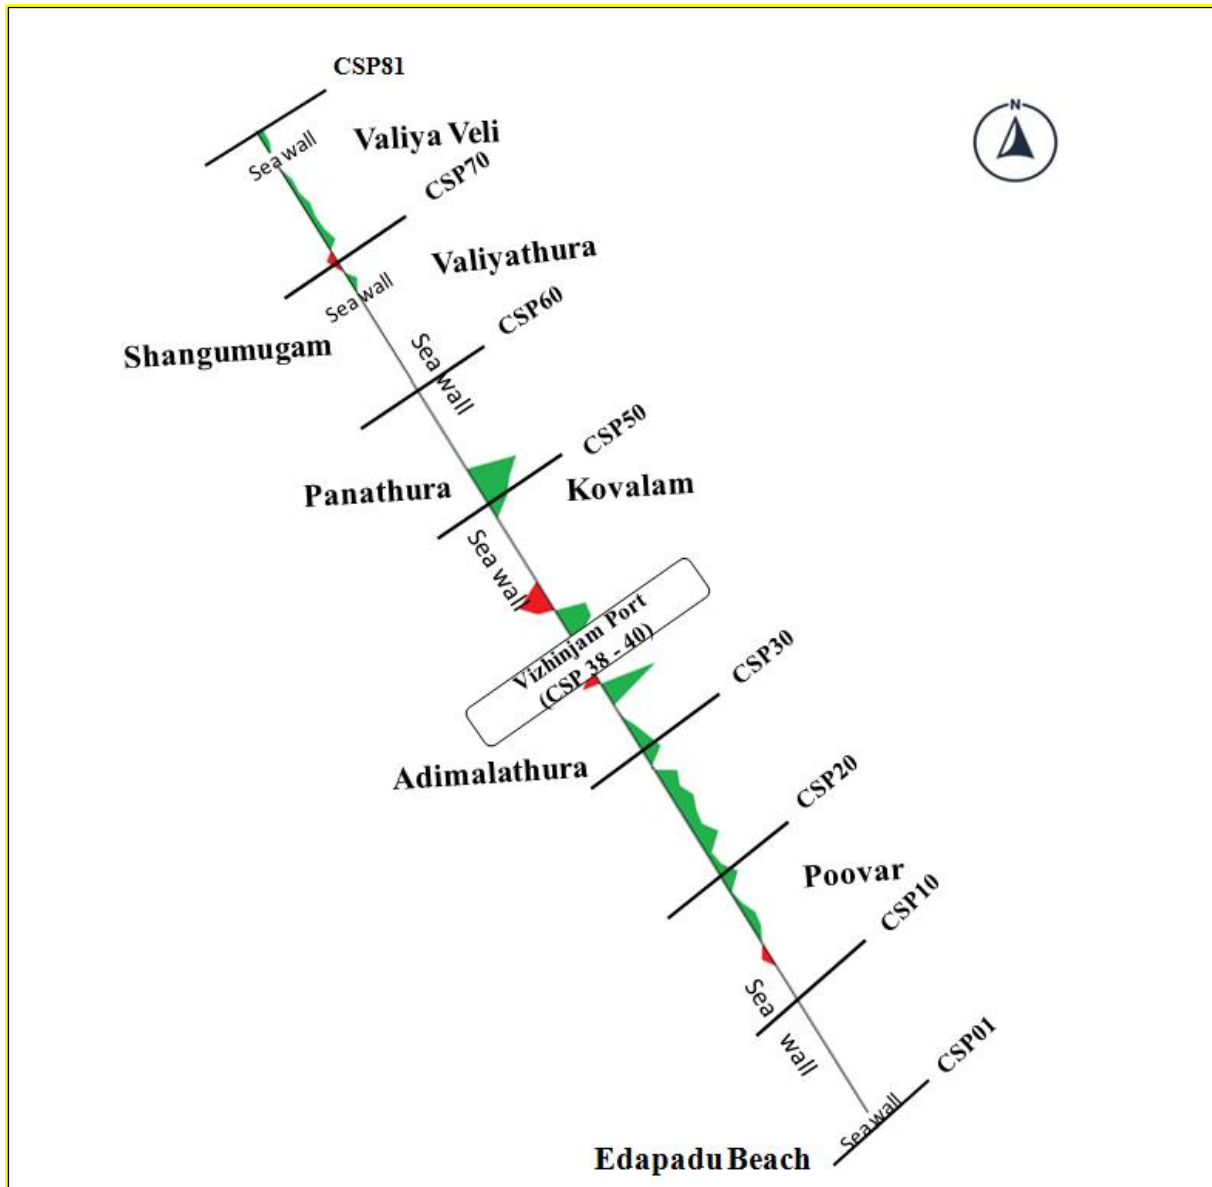 CSP81
N
Sea wall
Valiya Veli
CSP70
Valiyathura
Sea wall
CSP60
Shangumugam
Sea wall
CSP50
Panathura
Kovalam
Sea wall
Vizhinjam Port
(CSP 38 - 40)
CSP30
Adimalathura
CSP20
Poovar
CSP10
Sea wall
CSP01
Sea wall
Edapadu Beach